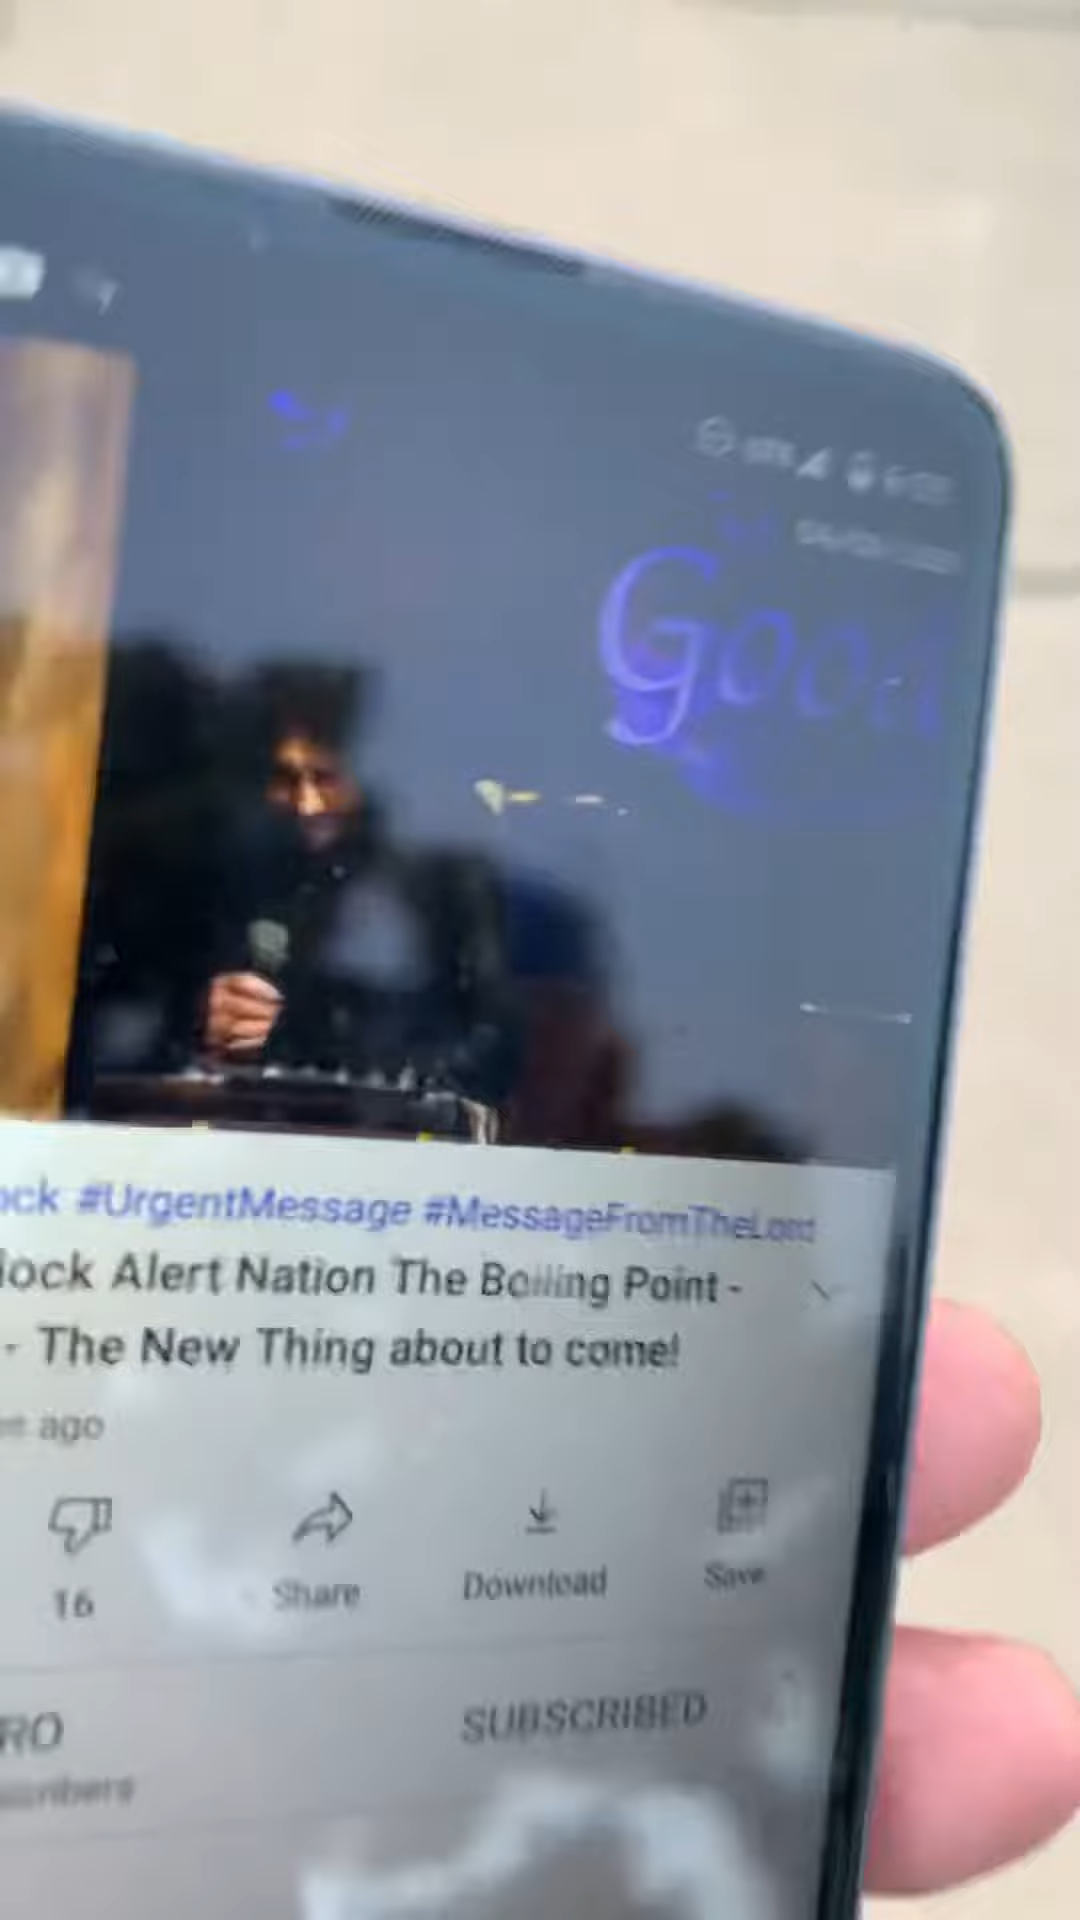 Good
ock #UrgentMessage #MessageFromTheLord
lock Alert Nation The Boiling Point -
- The New Thing about to come!
ago
16
Share
Download
Save
RO
SUBSCRIBED
scribers